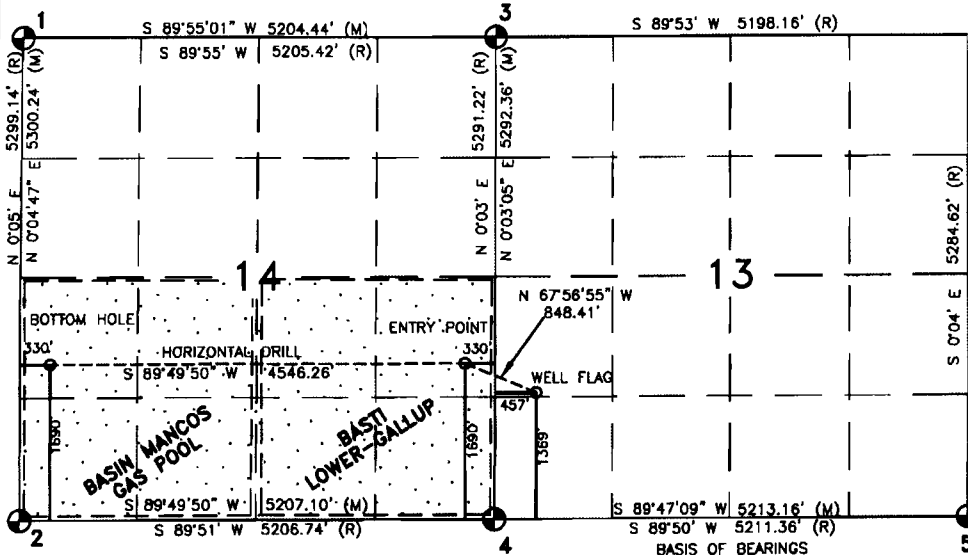 1
3
S 89°55'01" W 5204.44' (M)
S 89°55' W 5205.42' (R)
S 89°53' W 5198.16' (R)
N 0°05' E 5299.14' (R)
N 0°04'47" E 5300.24' (M)
N 0°03' E 5291.22' (R)
N 0°03'05" E 5292.36' (M)
S 0°04' E 5284.62' (R)
14
13
N 67°56'55" W
848.41'
BOTTOM HOLE
ENTRY POINT
330'
330'
HORIZONTAL DRILL
S 89°49'50" W 4546.26'
WELL FLAG
457'
1690'
1690'
1369'
BASIN MANCOS
GAS POOL
BASTI
LOWER-GALLUP
S 89°49'50" W 5207.10' (M)
S 89°51' W 5206.74' (R)
S 89°47'09" W 5213.16' (M)
S 89°50' W 5211.36' (R)
BASIS OF BEARINGS
2
4
5